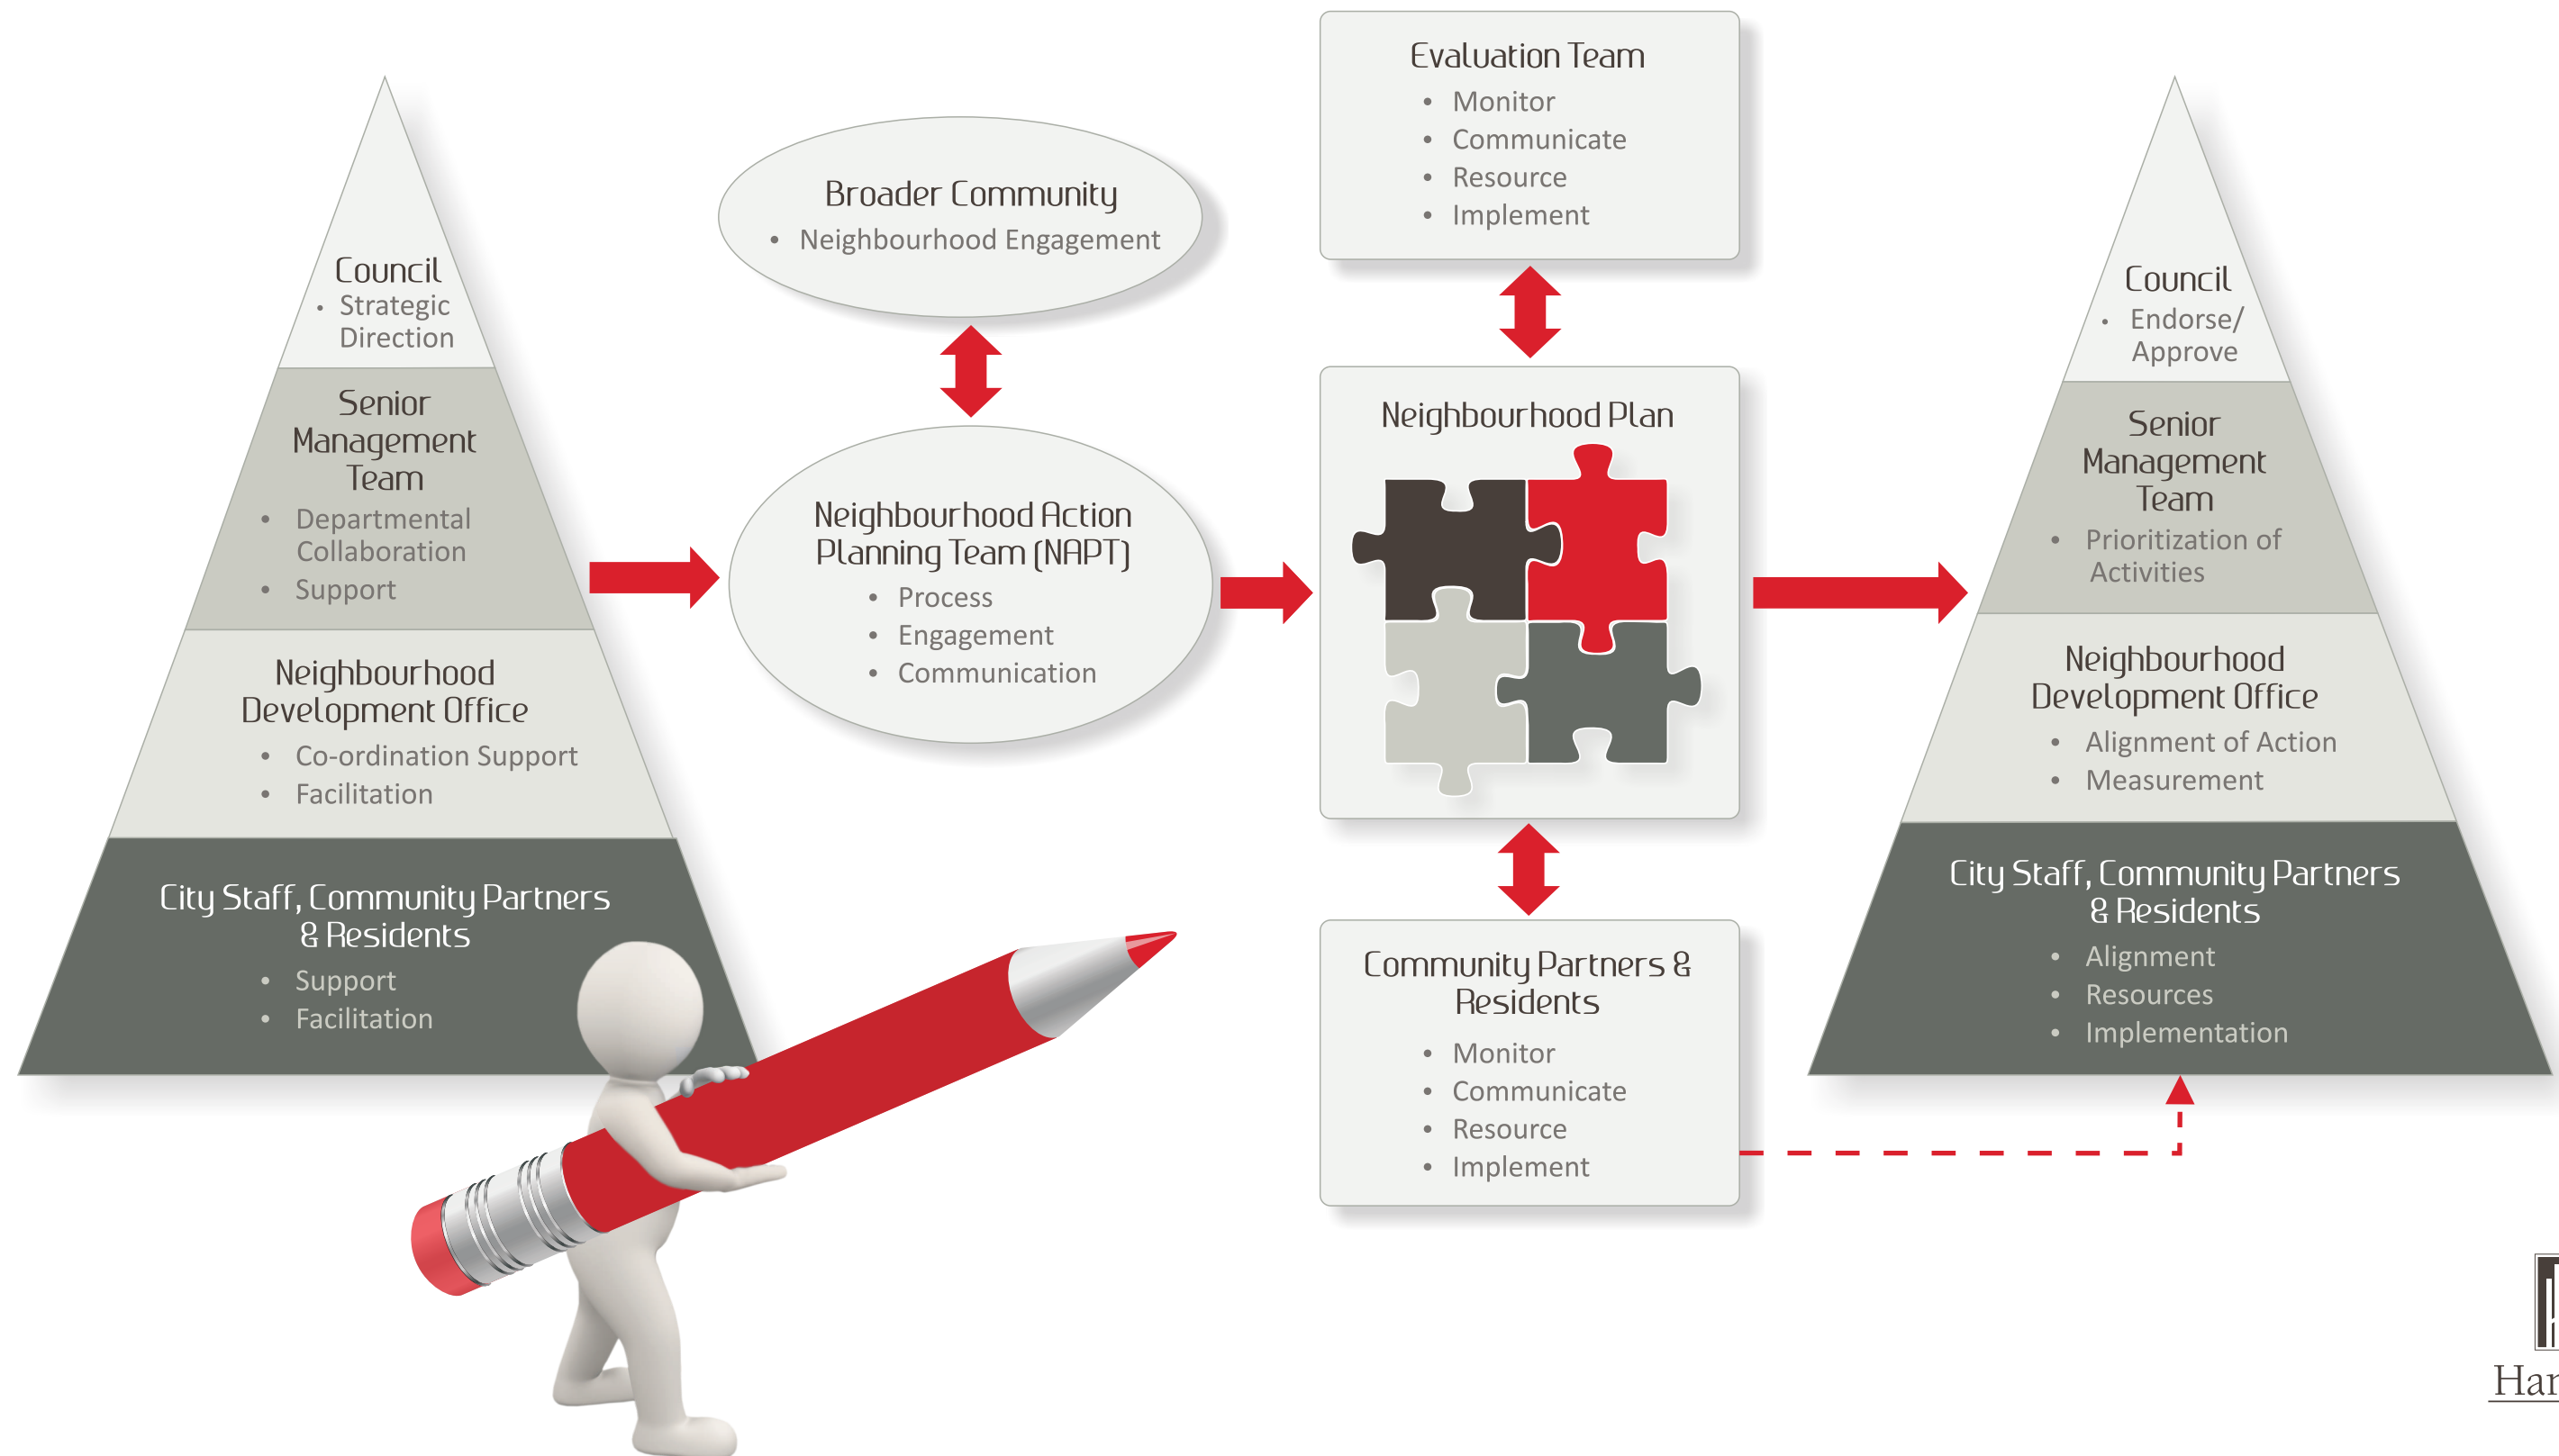 Council
• Strategic
Direction
Senior
Management
Team
• Departmental
Collaboration
• Support
Neighbourhood
Development Office
• Co-ordination Support
• Facilitation
City Staff, Community Partners
& Residents
• Support
• Facilitation
Broader Community
• Neighbourhood Engagement
Neighbourhood Action
Planning Team (NAPT)
• Process
• Engagement
• Communication
Evaluation Team
• Monitor
• Communicate
• Resource
• Implement
Neighbourhood Plan
Community Partners &
Residents
• Monitor
• Communicate
• Resource
• Implement
Council
• Endorse/
Approve
Senior
Management
Team
• Prioritization of
Activities
Neighbourhood
Development Office
• Alignment of Action
• Measurement
City Staff, Community Partners
& Residents
• Alignment
• Resources
• Implementation